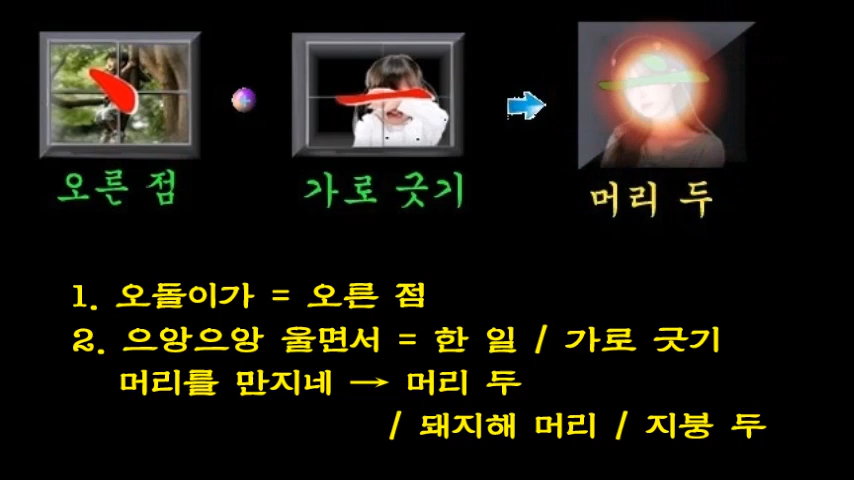 오른 점 가로 긋기 머리 두
1. 오돌이가 = 오른 점
2. 으앙으앙 울면서 = 한 일 / 가로 긋기
머리를 만지네 → 머리 두
/ 돼지해 머리 / 지붕 두